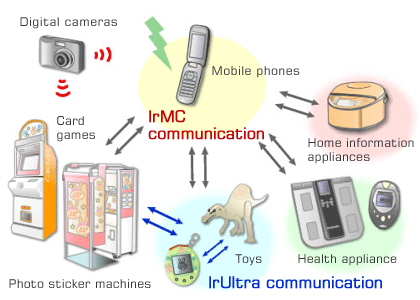 Digital cameras
Mobile phones
Card
games
IrMC
communication
Home information
appliances
Toys
Health appliance
Photo sticker machines
IrUltra communication